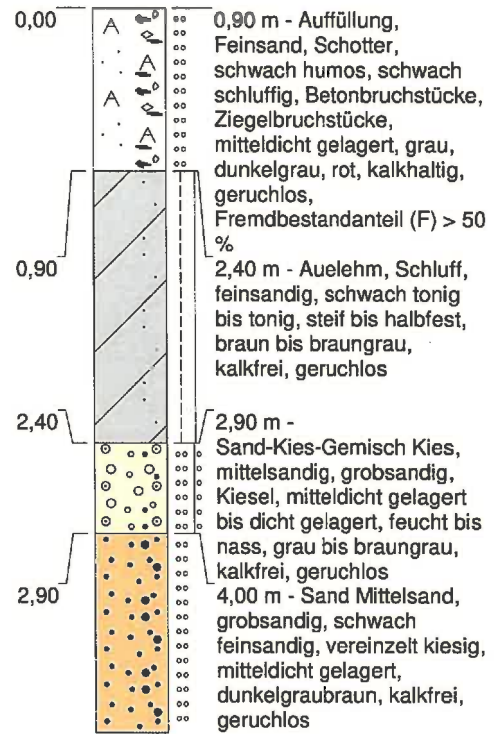 0,00
0,90 m - Auffüllung,
Feinsand, Schotter,
schwach humos, schwach
schluffig, Betonbruchstücke,
Ziegelbruchstücke,
mitteldicht gelagert, grau,
dunkelgrau, rot, kalkhaltig,
geruchlos,
Fremdbestandanteil (F) > 50
%
0,90
2,40 m - Auelehm, Schluff,
feinsandig, schwach tonig
bis tonig, steif bis halbfest,
braun bis braungrau,
kalkfrei, geruchlos
2,40
2,90 m -
Sand-Kies-Gemisch Kies,
mittelsandig, grobsandig,
Kiesel, mitteldicht gelagert
bis dicht gelagert, feucht bis
nass, grau bis braungrau,
kalkfrei, geruchlos
2,90
4,00 m - Sand Mittelsand,
grobsandig, schwach
feinsandig, vereinzelt kiesig,
mitteldicht gelagert,
dunkelgraubraun, kalkfrei,
geruchlos
A
A
A
A